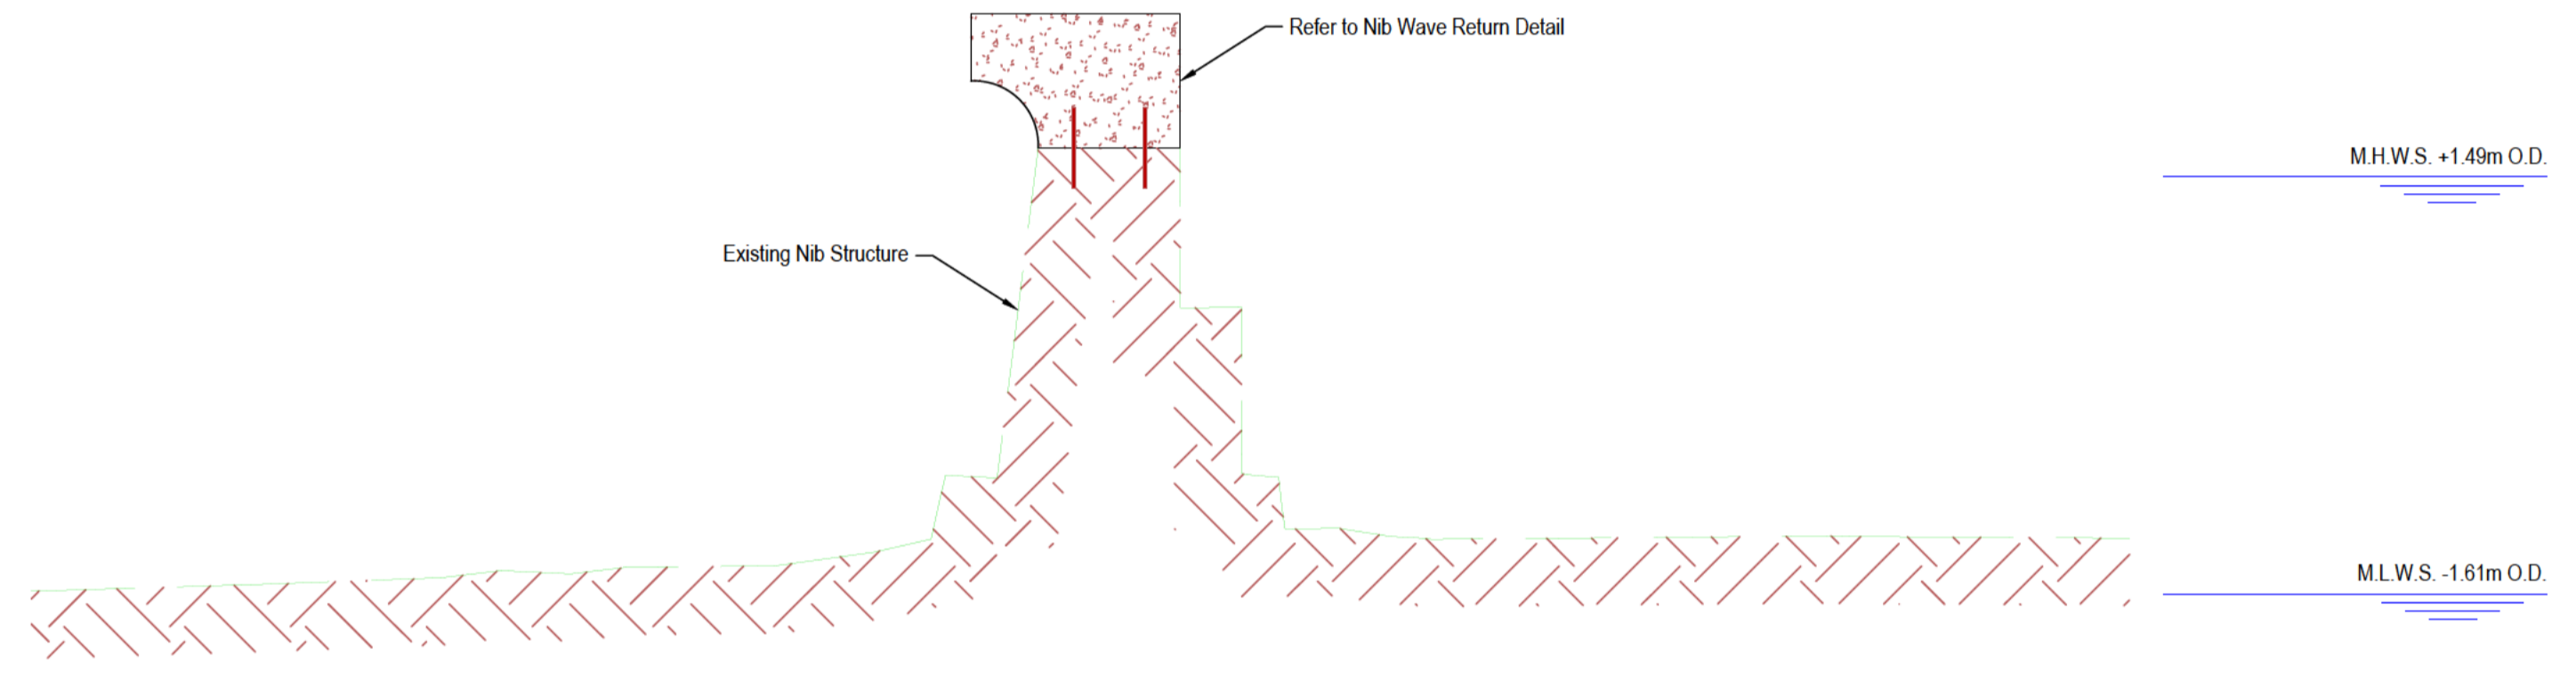 Refer to Nib Wave Return Detail
M.H.W.S. +1.49m O.D.
Existing Nib Structure
M.L.W.S. -1.61m O.D.